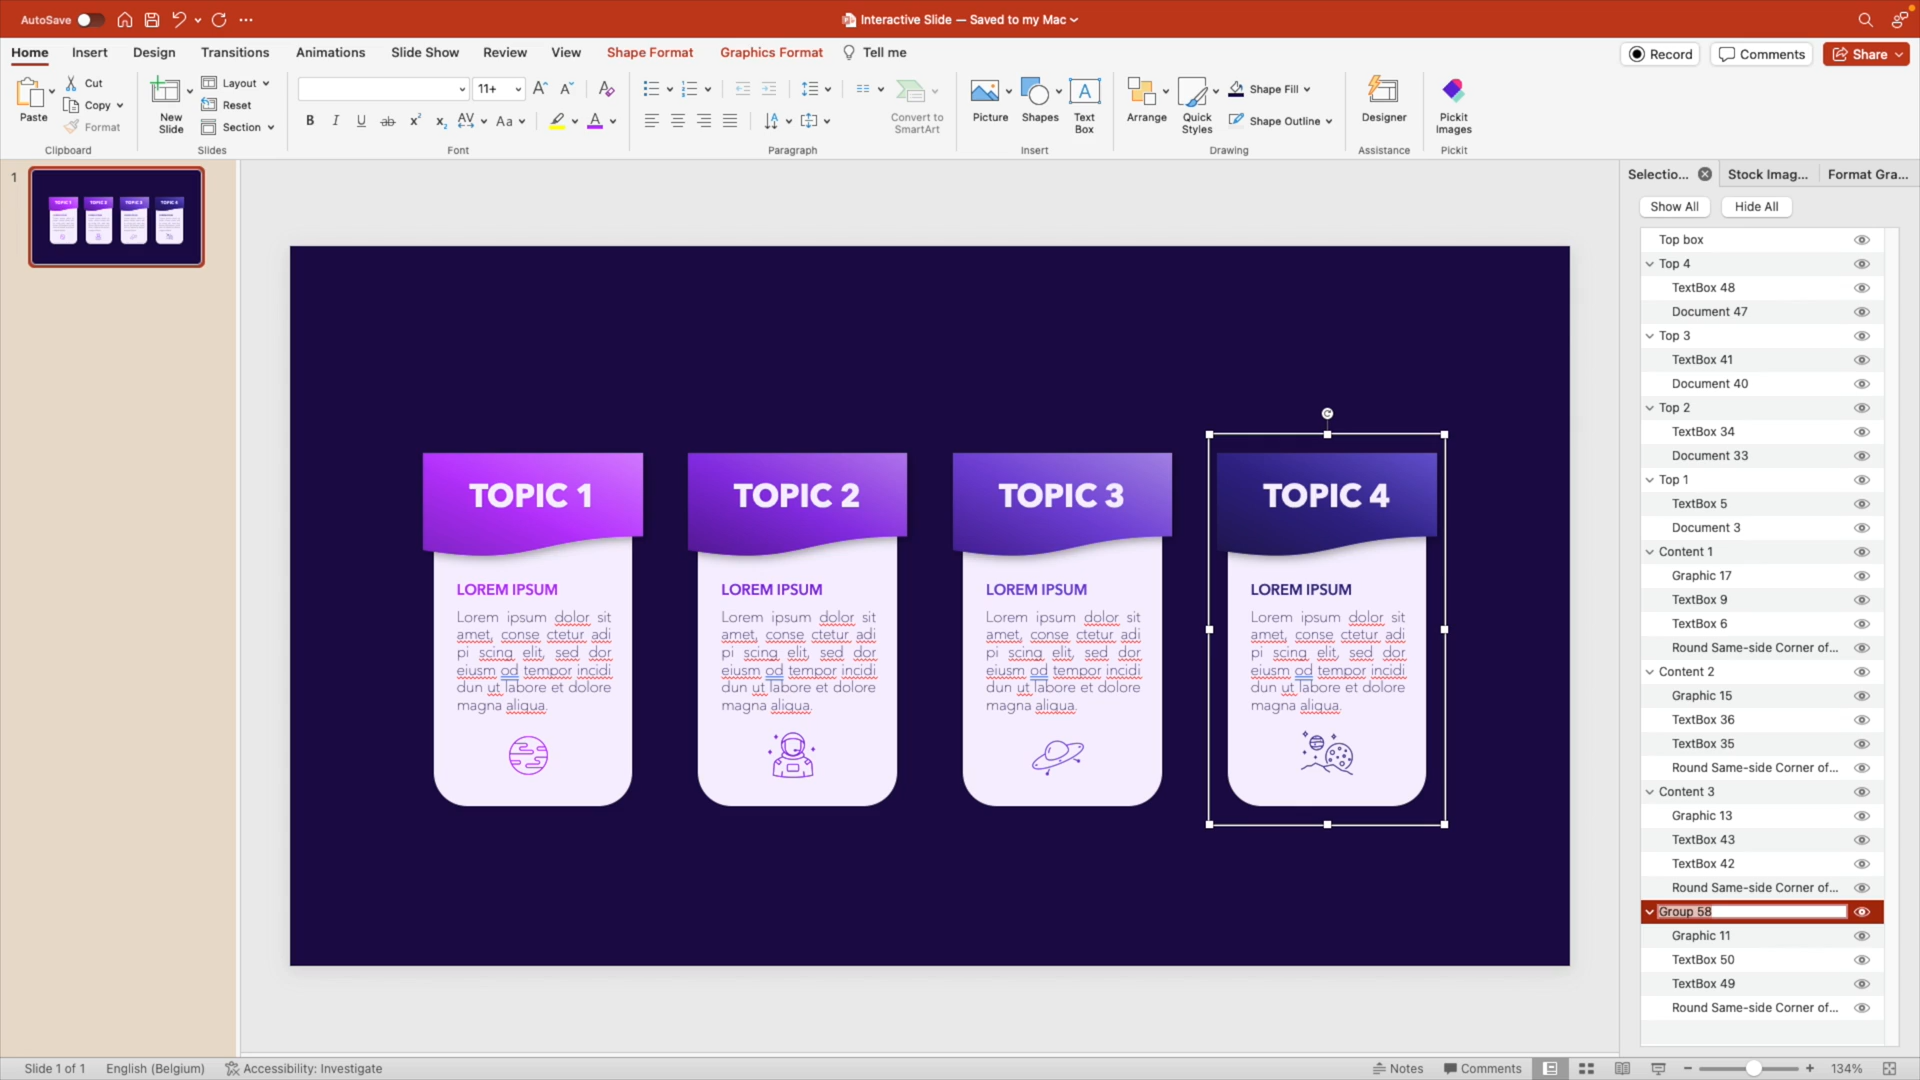 AutoSave
Interactive Slide — Saved to my Mac
Home
Insert
Design
Transitions
Animations
Slide Show
Review
View
Shape Format
Graphics Format
Tell me
Record
Comments
Share
Paste
Cut
Copy
Format
Clipboard
New
Slide
Layout
Reset
Section
Slides
11+
Font
Paragraph
Convert to
SmartArt
Picture
Shapes
Text
Box
Insert
Arrange
Quick
Styles
Shape Fill
Shape Outline
Drawing
Designer
Assistance
Pickit
Images
Pickit
1
TOPIC 1
LOREM IPSUM
Lorem ipsum dolor sit
amet, conse ctetur adi
pi scing elit, sed dor
eiusm od tempor incidi
dun ut labore et dolore
magna aliqua.
TOPIC 2
LOREM IPSUM
Lorem ipsum dolor sit
amet, conse ctetur adi
pi scing elit, sed dor
eiusm od tempor incidi
dun ut labore et dolore
magna aliqua.
TOPIC 3
LOREM IPSUM
Lorem ipsum dolor sit
amet, conse ctetur adi
pi scing elit, sed dor
eiusm od tempor incidi
dun ut labore et dolore
magna aliqua.
TOPIC 4
LOREM IPSUM
Lorem ipsum dolor sit
amet, conse ctetur adi
pi scing elit, sed dor
eiusm od tempor incidi
dun ut labore et dolore
magna aliqua.
Selectio...
Stock Imag...
Format Gra...
Show All
Hide All
Top box
Top 4
TextBox 48
Document 47
Top 3
TextBox 41
Document 40
Top 2
TextBox 34
Document 33
Top 1
TextBox 5
Document 3
Content 1
Graphic 17
TextBox 9
TextBox 6
Round Same-side Corner of...
Content 2
Graphic 15
TextBox 36
TextBox 35
Round Same-side Corner of...
Content 3
Graphic 13
TextBox 43
TextBox 42
Round Same-side Corner of...
Group 58
Graphic 11
TextBox 50
TextBox 49
Round Same-side Corner of...
Slide 1 of 1
English (Belgium)
Accessibility: Investigate
Notes
Comments
134%